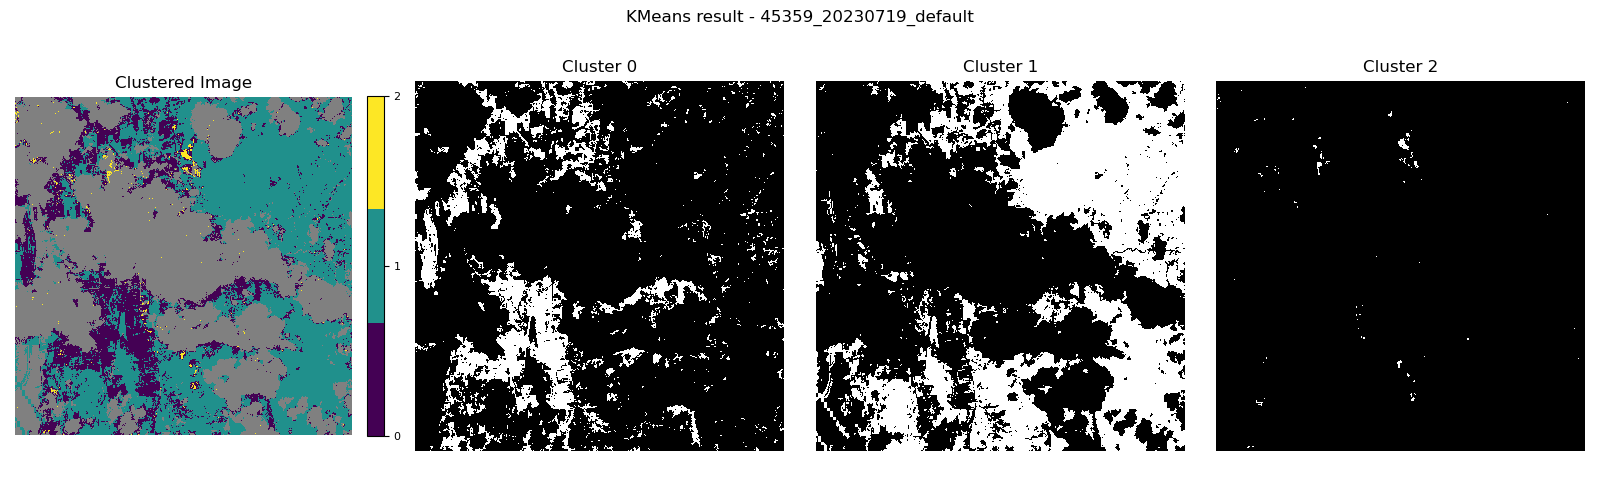 KMeans result - 45359_20230719_default
Clustered Image
2
1
0
Cluster 0
Cluster 1
Cluster 2